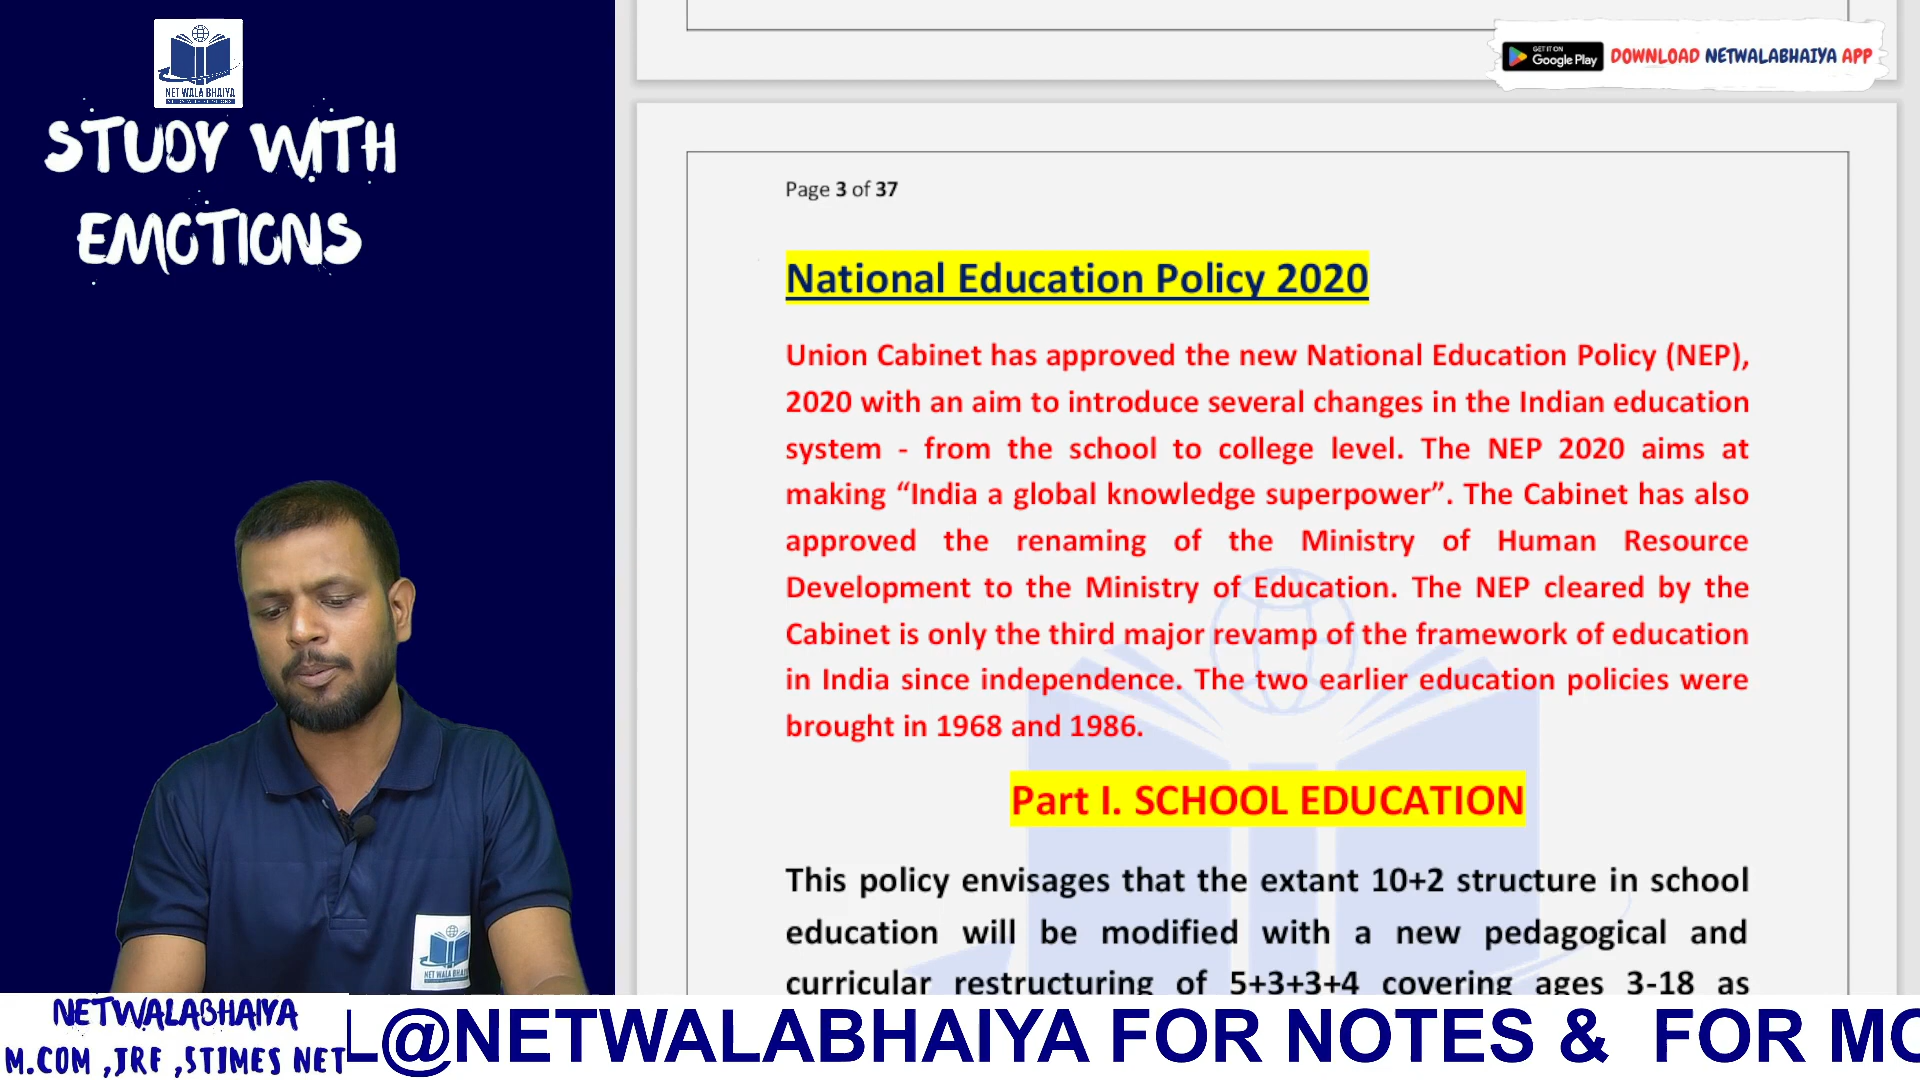 NET WALA BHAIYA
STUDY WITH
EMOTIONS
GET IT ON
Google Play
DOWNLOAD NETWALABHAIYA APP
Page 3 of 37
National Education Policy 2020
Union Cabinet has approved the new National Education Policy (NEP),
2020 with an aim to introduce several changes in the Indian education
system - from the school to college level. The NEP 2020 aims at
making “India a global knowledge superpower”. The Cabinet has also
approved the renaming of the Ministry of Human Resource
Development to the Ministry of Education. The NEP cleared by the
Cabinet is only the third major revamp of the framework of education
in India since independence. The two earlier education policies were
brought in 1968 and 1986.
Part I. SCHOOL EDUCATION
This policy envisages that the extant 10+2 structure in school
education will be modified with a new pedagogical and
curricular restructuring of 5+3+3+4 covering ages 3-18 as
NET WALA BHAI
NETWALABHAIYA
M.COM ,JRF ,5TIMES NET
L@NETWALABHAIYA FOR NOTES & FOR MO